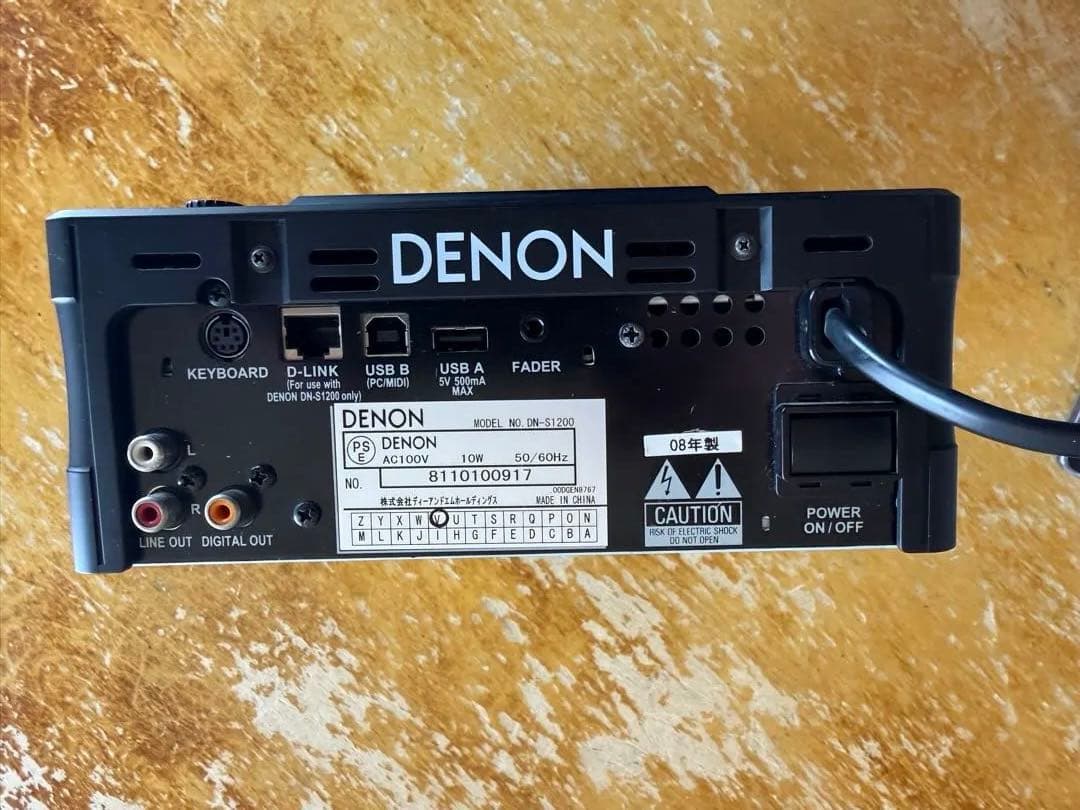 DENON
KEYBOARD
D-LINK
(For use with
DENON DN-S1200 only)
USB B
(PC/MIDI)
USB A
5V 500mA
MAX
FADER
L
R
LINE OUT
DIGITAL OUT
DENON
MODEL NO. DN-S1200
PS
E
DENON
AC100V 10W 50/60Hz
NO. 8110100917
00DGEN8767
株式会社ディーアンドエムホールディングス
MADE IN CHINA
Z Y X W V U T S R Q P O N
M L K J I H G F E D C B A
08年製
CAUTION
RISK OF ELECTRIC SHOCK
DO NOT OPEN
POWER
ON/OFF